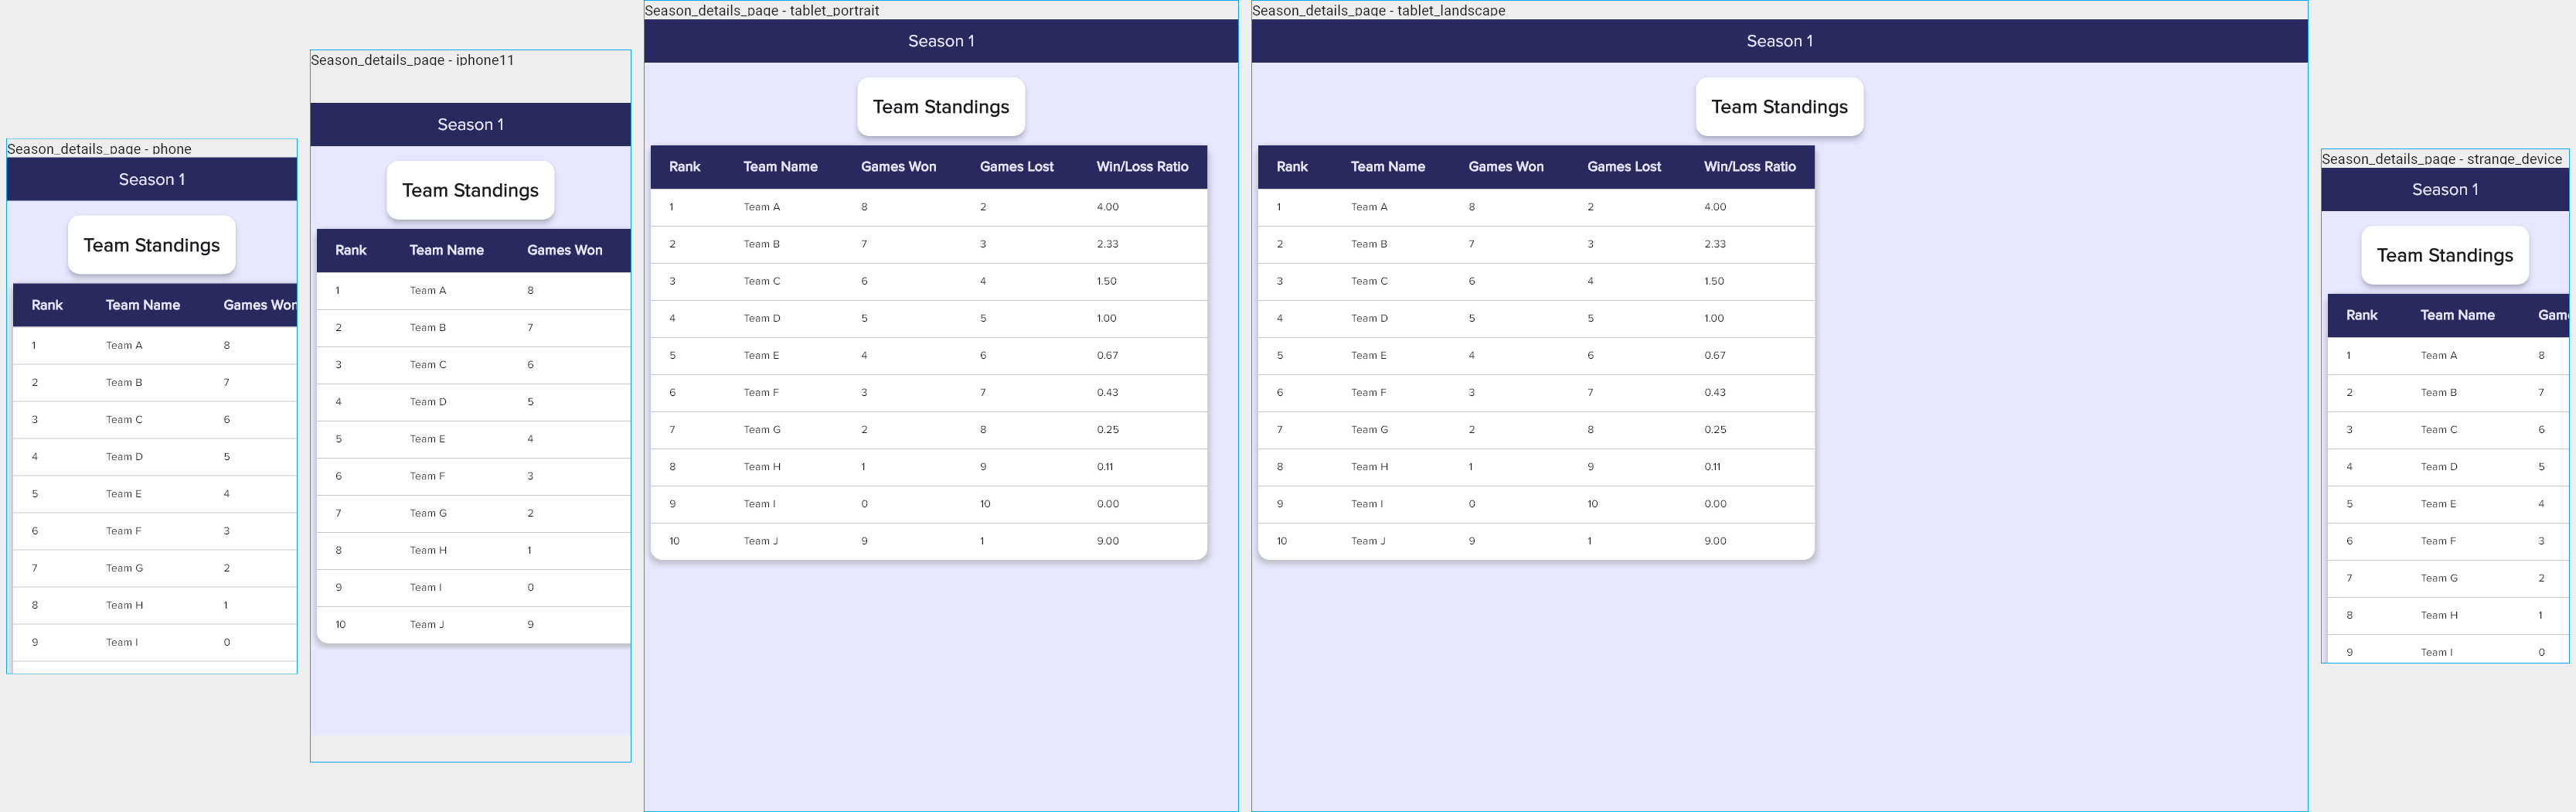 Season_details_page - phone
Season 1
Team Standings
Rank Team Name Games Won
1 Team A 8
2 Team B 7
3 Team C 6
4 Team D 5
5 Team E 4
6 Team F 3
7 Team G 2
8 Team H 1
9 Team I 0
Season_details_page - iphone11
Season 1
Team Standings
Rank Team Name Games Won
1 Team A 8
2 Team B 7
3 Team C 6
4 Team D 5
5 Team E 4
6 Team F 3
7 Team G 2
8 Team H 1
9 Team I 0
10 Team J 9
Season_details_page - tablet_portrait
Season 1
Team Standings
Rank Team Name Games Won Games Lost Win/Loss Ratio
1 Team A 8 2 4.00
2 Team B 7 3 2.33
3 Team C 6 4 1.50
4 Team D 5 5 1.00
5 Team E 4 6 0.67
6 Team F 3 7 0.43
7 Team G 2 8 0.25
8 Team H 1 9 0.11
9 Team I 0 10 0.00
10 Team J 9 1 9.00
Season_details_page - tablet_landscape
Season 1
Team Standings
Rank Team Name Games Won Games Lost Win/Loss Ratio
1 Team A 8 2 4.00
2 Team B 7 3 2.33
3 Team C 6 4 1.50
4 Team D 5 5 1.00
5 Team E 4 6 0.67
6 Team F 3 7 0.43
7 Team G 2 8 0.25
8 Team H 1 9 0.11
9 Team I 0 10 0.00
10 Team J 9 1 9.00
Season_details_page - strange_device
Season 1
Team Standings
Rank Team Name Game
1 Team A 8
2 Team B 7
3 Team C 6
4 Team D 5
5 Team E 4
6 Team F 3
7 Team G 2
8 Team H 1
9 Team I 0